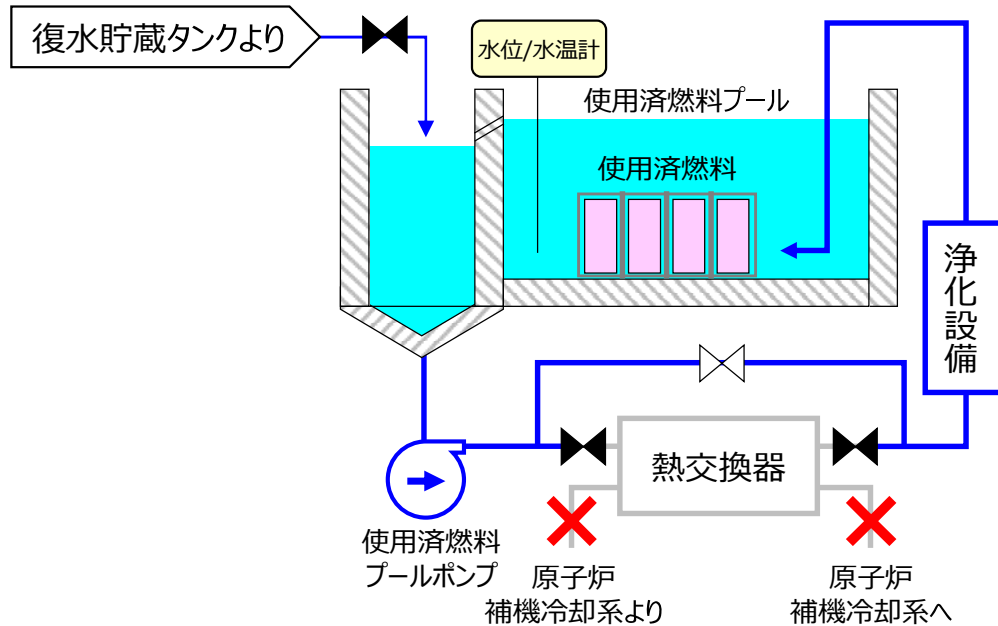 復水貯蔵タンクより
水位/水温計
使用済燃料プール
使用済燃料
浄化設備
熱交換器
使用済燃料
プールポンプ
原子炉
補機冷却系より
原子炉
補機冷却系へ